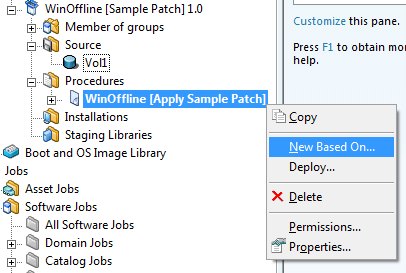 WinOffline [Sample Patch] 1.0
Member of groups
Source
Vol1
Procedures
WinOffline [Apply Sample Patch]
Installations
Staging Libraries
Boot and OS Image Library
Jobs
Asset Jobs
Software Jobs
All Software Jobs
Domain Jobs
Catalog Jobs
Customize this pane.
Press F1 to obtain mor
help.
Copy
New Based On...
Deploy...
Delete
Permissions...
Properties...